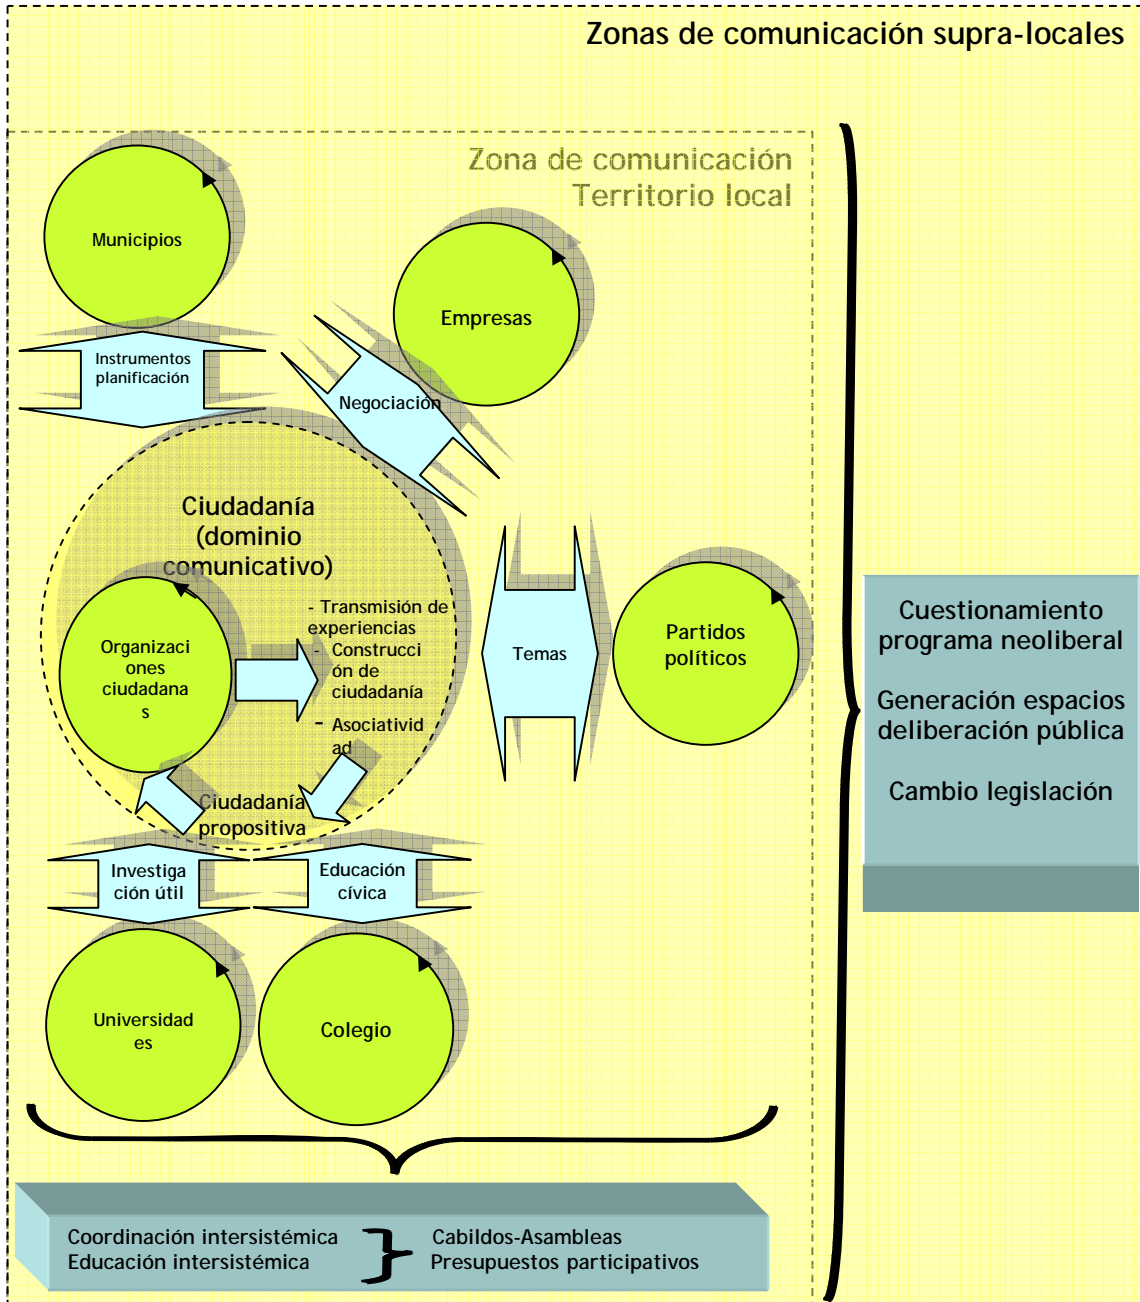 Zonas de comunicación supra-locales
Zona de comunicación
Territorio local
Municipios
Empresas
Instrumentos
planificación
Negociación
Ciudadanía
(dominio
comunicativo)
Organizaci
ones
ciudadana
s
- Transmisión de
experiencias
- Construcci
ón de
ciudadanía
- Asociativid
ad
Temas
Partidos
políticos
Ciudadanía
propositiva
Investiga
ción útil
Educación
cívica
Universidad
es
Colegio
Cuestionamiento
programa neoliberal
Generación espacios
deliberación pública
Cambio legislación
Coordinación intersistémica
Educación intersistémica
Cabildos-Asambleas
Presupuestos participativos